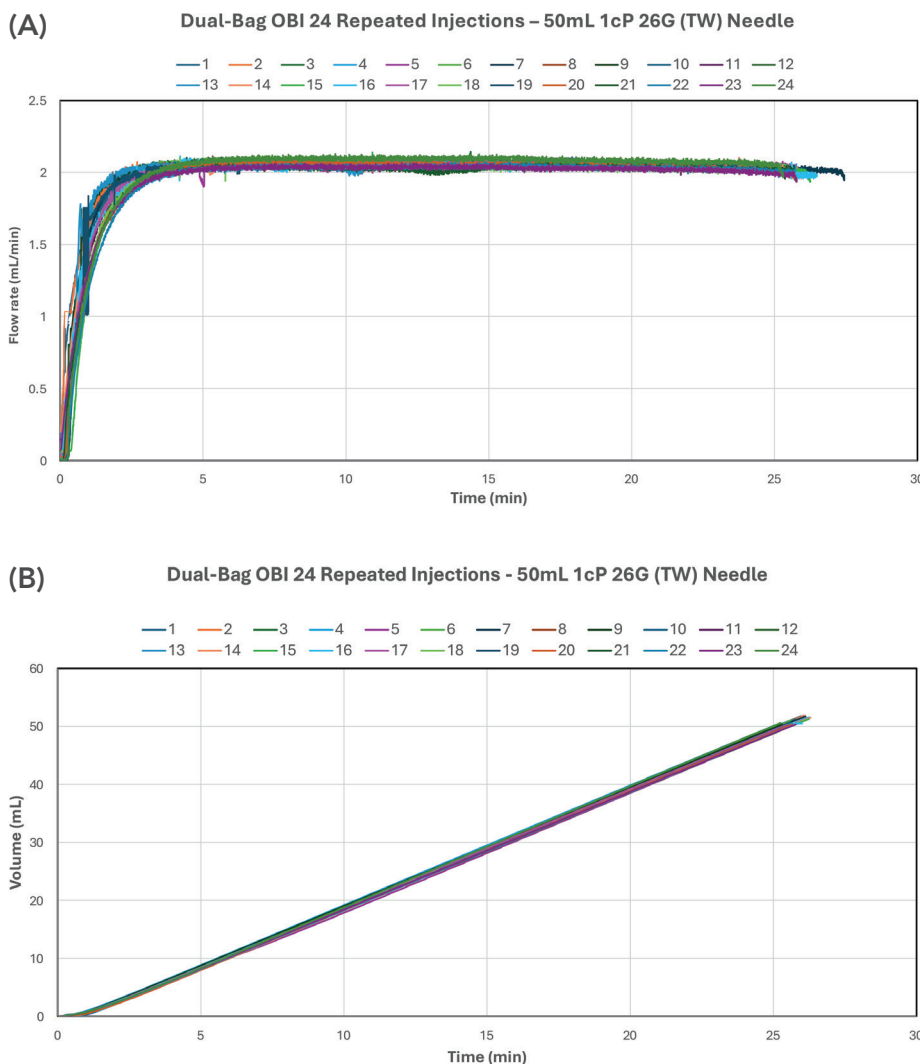 (A)
Dual-Bag OBI 24 Repeated Injections – 50mL 1cP 26G (TW) Needle
1 2 3 4 5 6 7 8 9 10 11 12
13 14 15 16 17 18 19 20 21 22 23 24
2.5
2
1.5
1
0.5
0
Flow rate (mL/min)
0 5 10 15 20 25 30
Time (min)
(B)
Dual-Bag OBI 24 Repeated Injections - 50mL 1cP 26G (TW) Needle
1 2 3 4 5 6 7 8 9 10 11 12
13 14 15 16 17 18 19 20 21 22 23 24
60
50
40
30
20
10
0
Volume (mL)
0 5 10 15 20 25 30
Time (min)